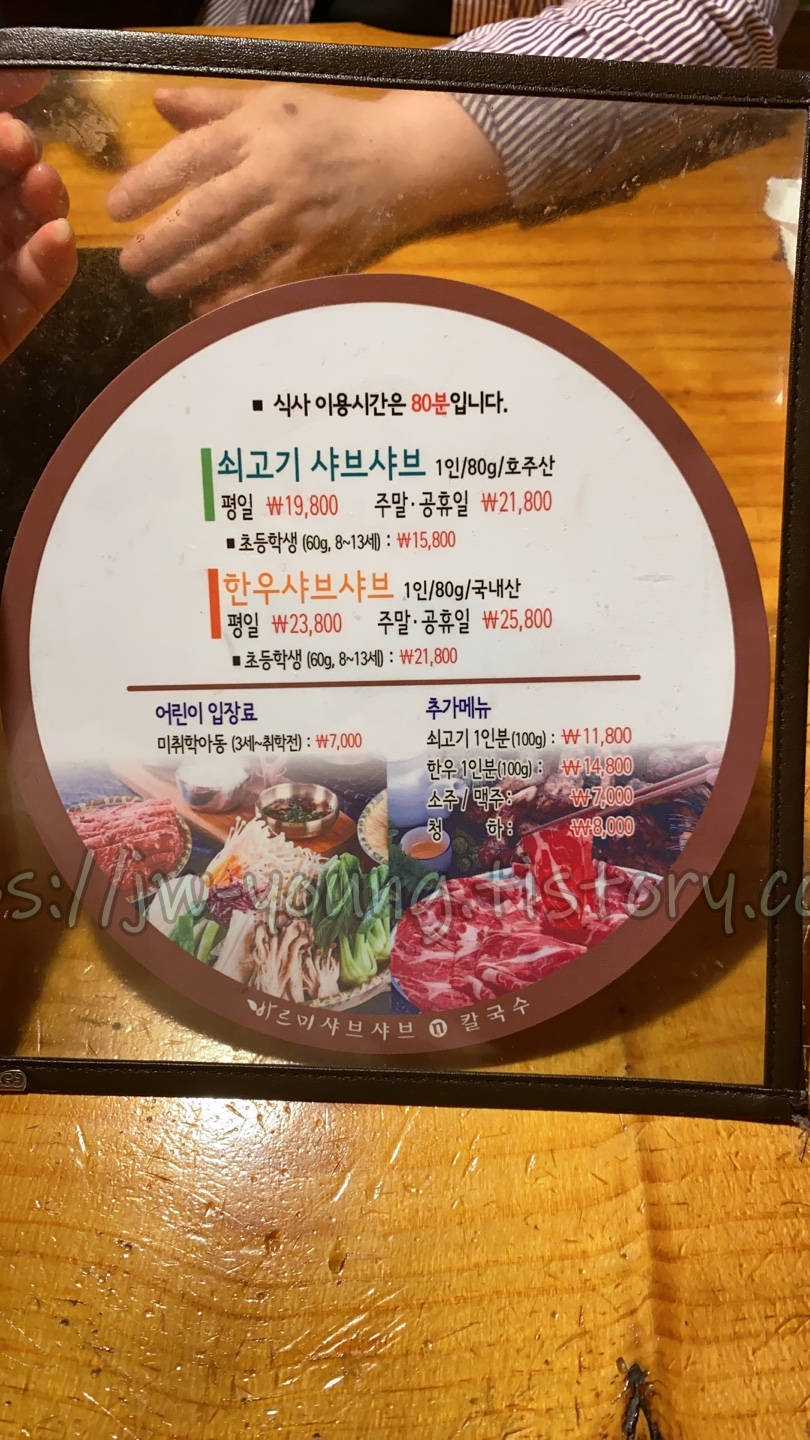 ■ 식사 이용시간은 80분입니다.
쇠고기 샤브샤브 1인/80g/호주산
평일 ₩19,800 주말·공휴일 ₩21,800
■ 초등학생 (60g, 8~13세) : ₩15,800
한우샤브샤브 1인/80g/국내산
평일 ₩23,800 주말·공휴일 ₩25,800
■ 초등학생 (60g, 8~13세) : ₩21,800
어린이 입장료
미취학아동 (3세~취학전) : ₩7,000
추가메뉴
쇠고기 1인분(100g) : ₩11,800
한우 1인분(100g) : ₩14,800
소주 / 맥주 : ₩7,000
청 하 : ₩8,000
s://jw-young.tistory.co
바르미 샤브샤브 n 칼국수